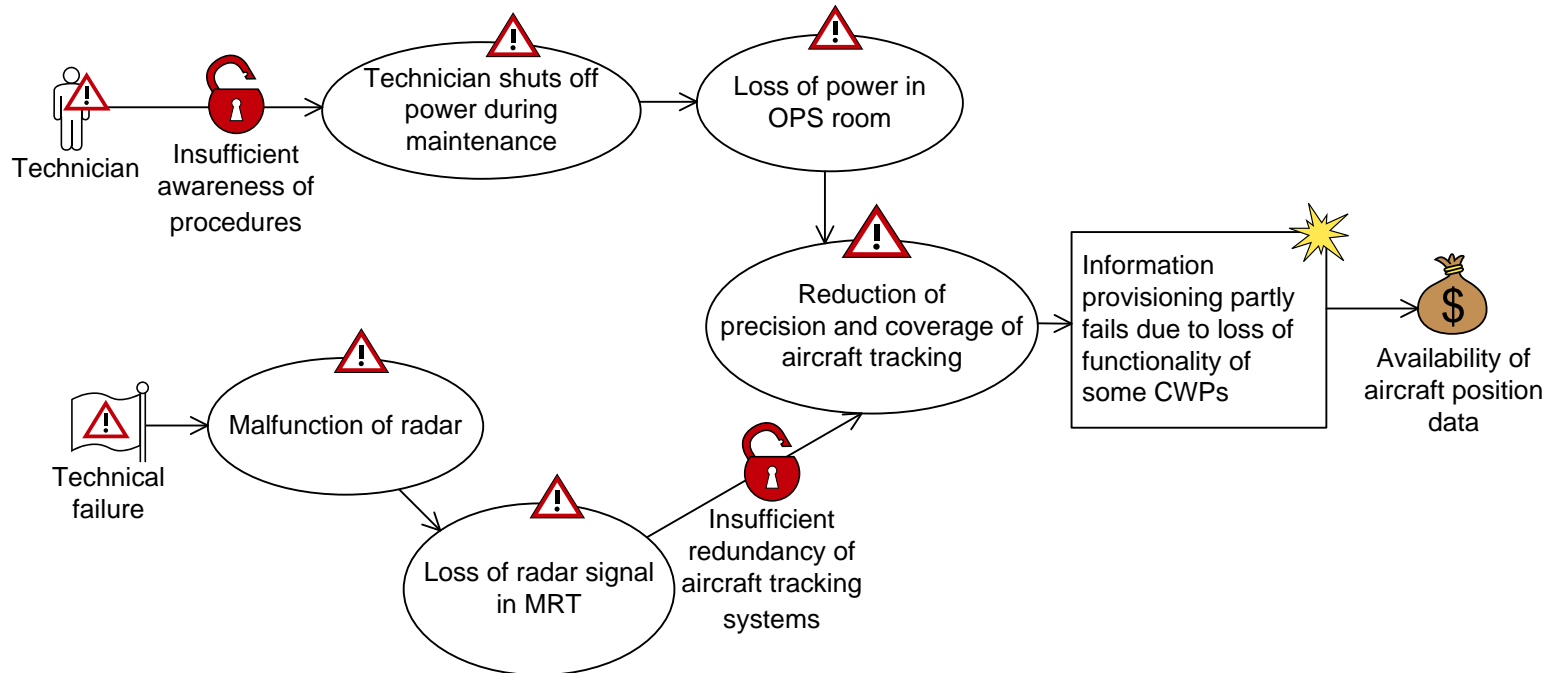 Technician
Insufficient
awareness of
procedures
Technician shuts off
power during
maintenance
Loss of power in
OPS room
Reduction of
precision and coverage of
aircraft tracking
Information
provisioning partly
fails due to loss of
functionality of
some CWPs
$
Availability of
aircraft position
data
Technical
failure
Malfunction of radar
Loss of radar signal
in MRT
Insufficient
redundancy of
aircraft tracking
systems